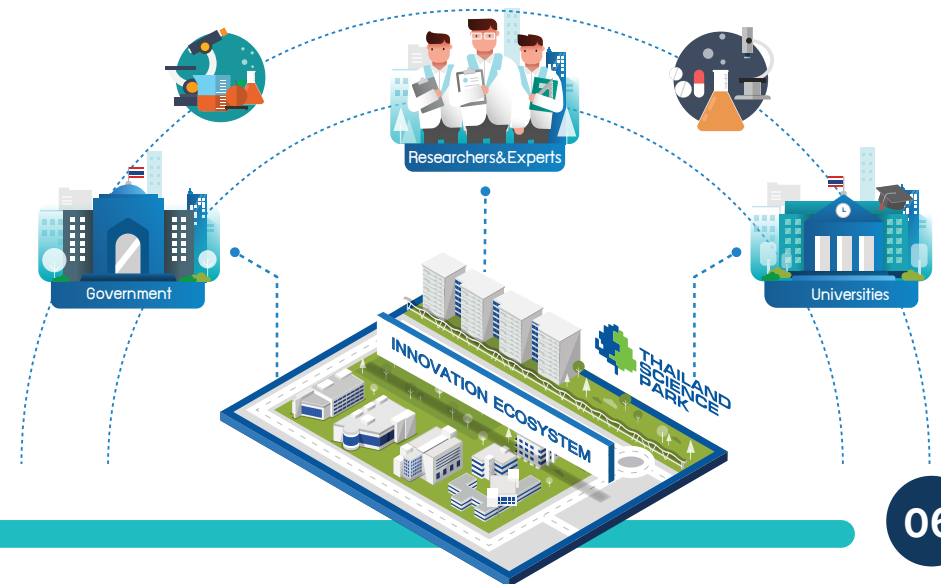 Researchers&Experts
Government
Universities
INNOVATION ECOSYSTEM
THAILAND
SCIENCE
PARK
06